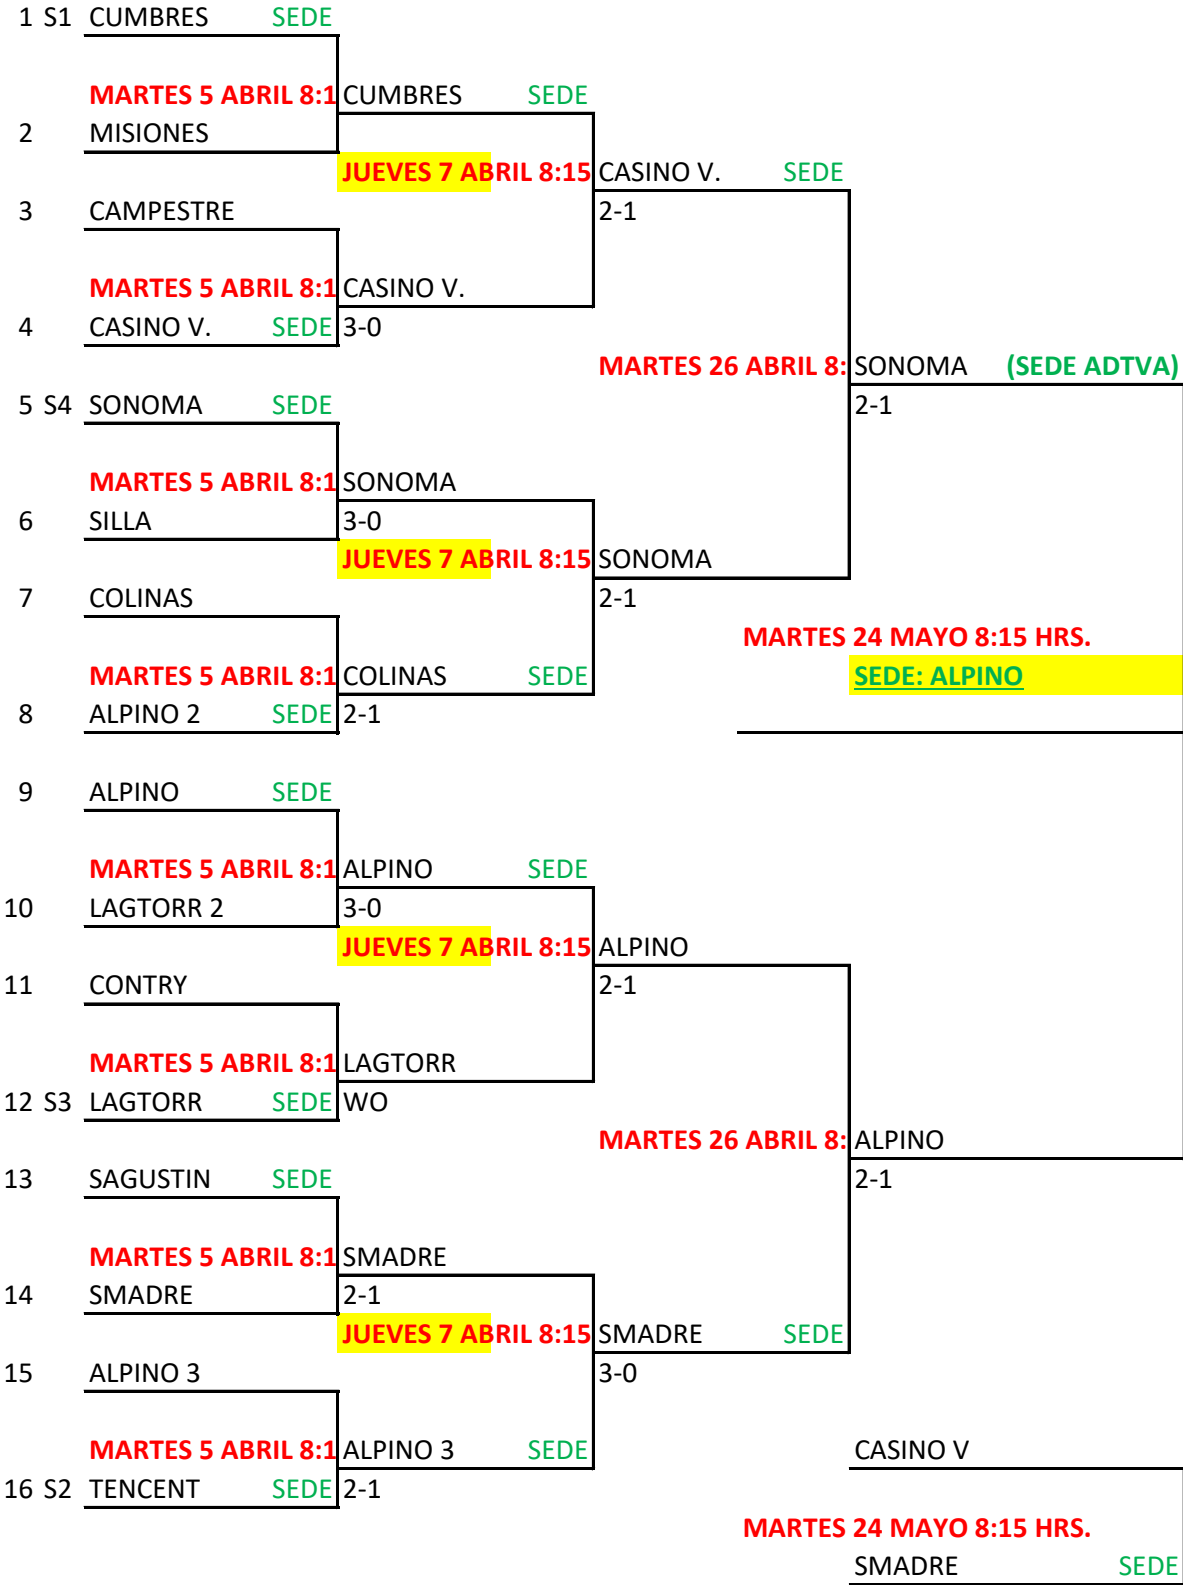 1 S1 CUMBRES SEDE
MARTES 5 ABRIL 8:1 CUMBRES SEDE
2 MISIONES
JUEVES 7 ABRIL 8:15 CASINO V. SEDE
3 CAMPESTRE 2-1
MARTES 5 ABRIL 8:1 CASINO V.
4 CASINO V. SEDE 3-0
MARTES 26 ABRIL 8: SONOMA (SEDE ADTVA)
5 S4 SONOMA SEDE 2-1
MARTES 5 ABRIL 8:1 SONOMA
6 SILLA 3-0
JUEVES 7 ABRIL 8:15 SONOMA
7 COLINAS 2-1
MARTES 24 MAYO 8:15 HRS.
MARTES 5 ABRIL 8:1 COLINAS SEDE SEDE: ALPINO
8 ALPINO 2 SEDE 2-1
9 ALPINO SEDE
MARTES 5 ABRIL 8:1 ALPINO SEDE
10 LAGTORR 2 3-0
JUEVES 7 ABRIL 8:15 ALPINO
11 CONTRY 2-1
MARTES 5 ABRIL 8:1 LAGTORR
12 S3 LAGTORR SEDE WO
MARTES 26 ABRIL 8: ALPINO
13 SAGUSTIN SEDE 2-1
MARTES 5 ABRIL 8:1 SMADRE
14 SMADRE 2-1
JUEVES 7 ABRIL 8:15 SMADRE SEDE
15 ALPINO 3 3-0
MARTES 5 ABRIL 8:1 ALPINO 3 SEDE CASINO V
16 S2 TENCENT SEDE 2-1
MARTES 24 MAYO 8:15 HRS.
SMADRE SEDE